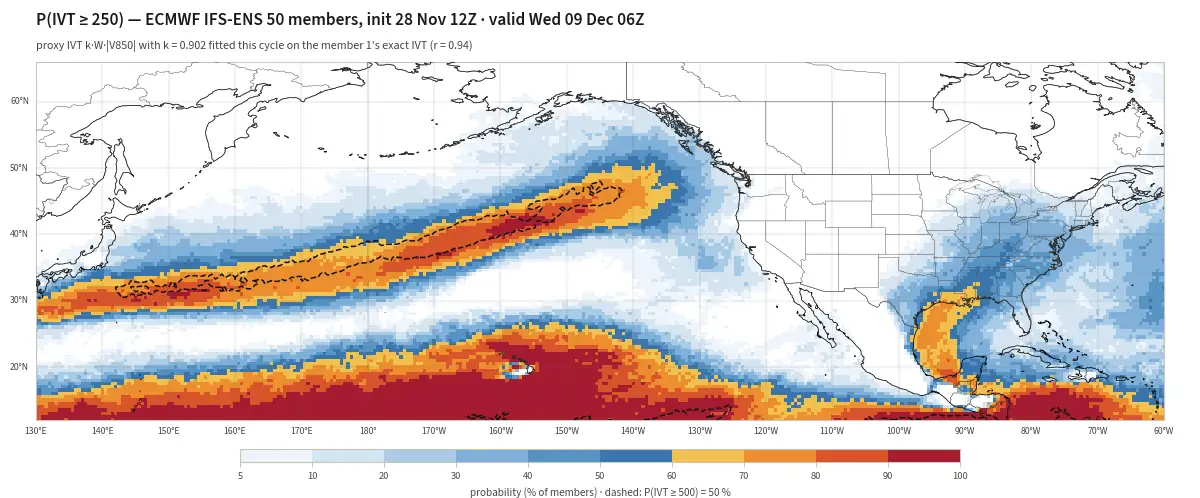 P(IVT ≥ 250) — ECMWF IFS-ENS 50 members, init 28 Nov 12Z · valid Wed 09 Dec 06Z
proxy IVT k·W·|V850| with k = 0.902 fitted this cycle on the member 1's exact IVT (r = 0.94)
60°N
50°N
40°N
30°N
20°N
130°E 140°E 150°E 160°E 170°E 180° 170°W 160°W 150°W 140°W 130°W 120°W 110°W 100°W 90°W 80°W 70°W 60°W
5 10 20 30 40 50 60 70 80 90 100
probability (% of members) · dashed: P(IVT ≥ 500) = 50 %